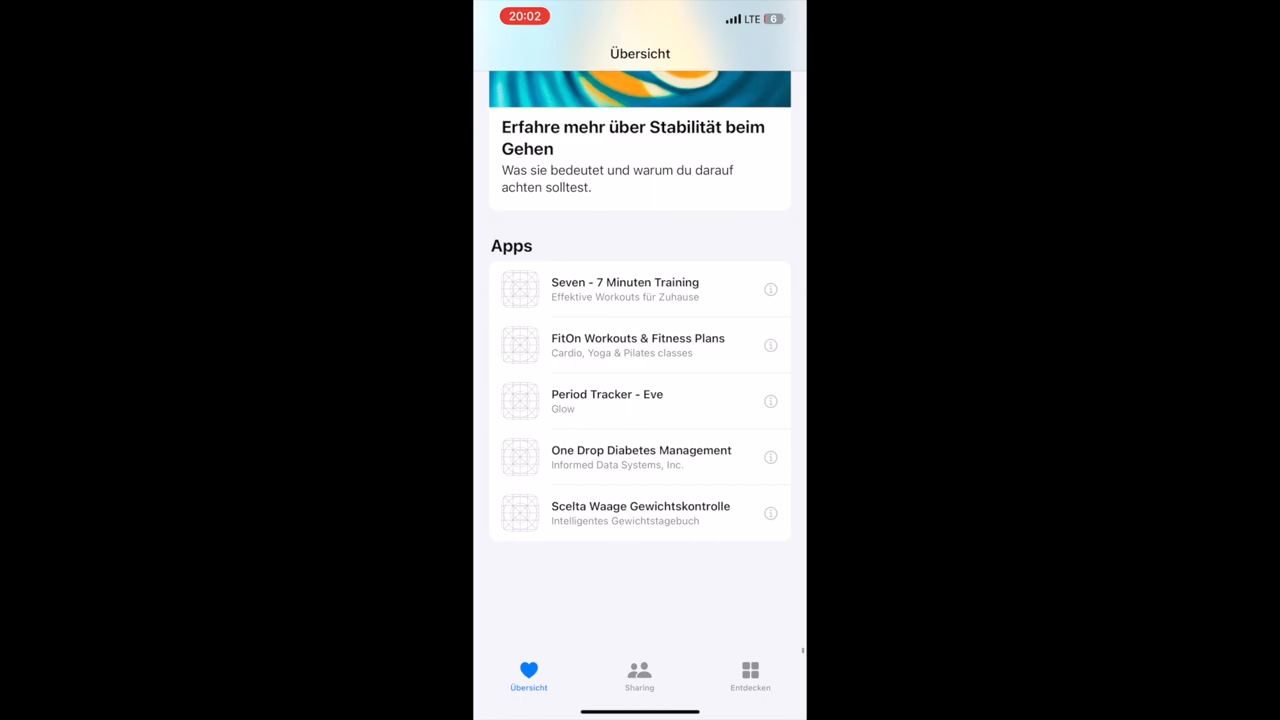 20:02
LTE 6
Übersicht
Erfahre mehr über Stabilität beim
Gehen
Was sie bedeutet und warum du darauf
achten solltest.
Apps
Seven - 7 Minuten Training
Effektive Workouts für Zuhause
FitOn Workouts & Fitness Plans
Cardio, Yoga & Pilates classes
Period Tracker - Eve
Glow
One Drop Diabetes Management
Informed Data Systems, Inc.
Scelta Waage Gewichtskontrolle
Intelligentes Gewichtstagebuch
Übersicht
Sharing
Entdecken